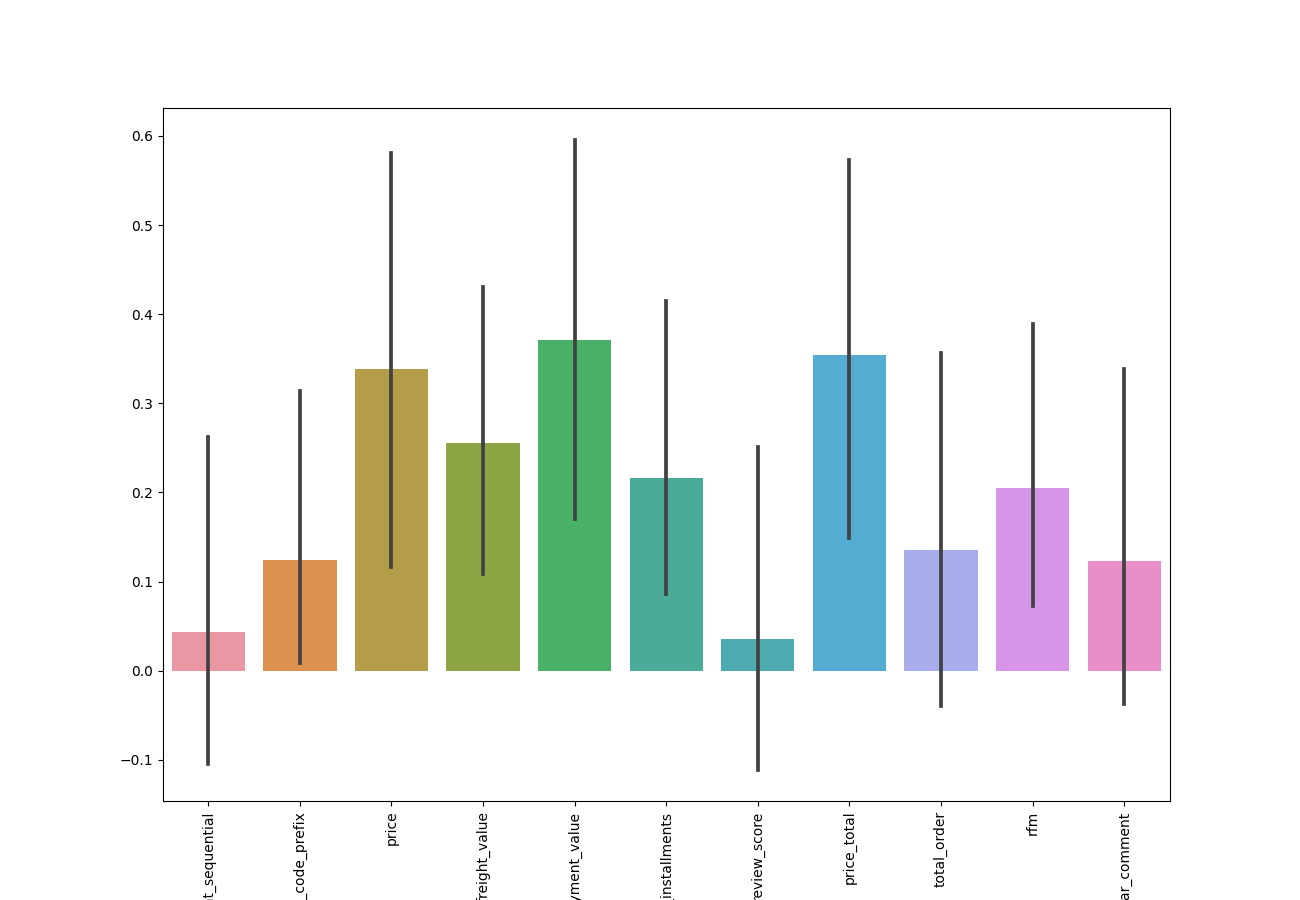 0.6
0.5
0.4
0.3
0.2
0.1
0.0
−0.1
t_sequential
_code_prefix
price
freight_value
yment_value
_installments
review_score
price_total
total_order
rfm
ar_comment